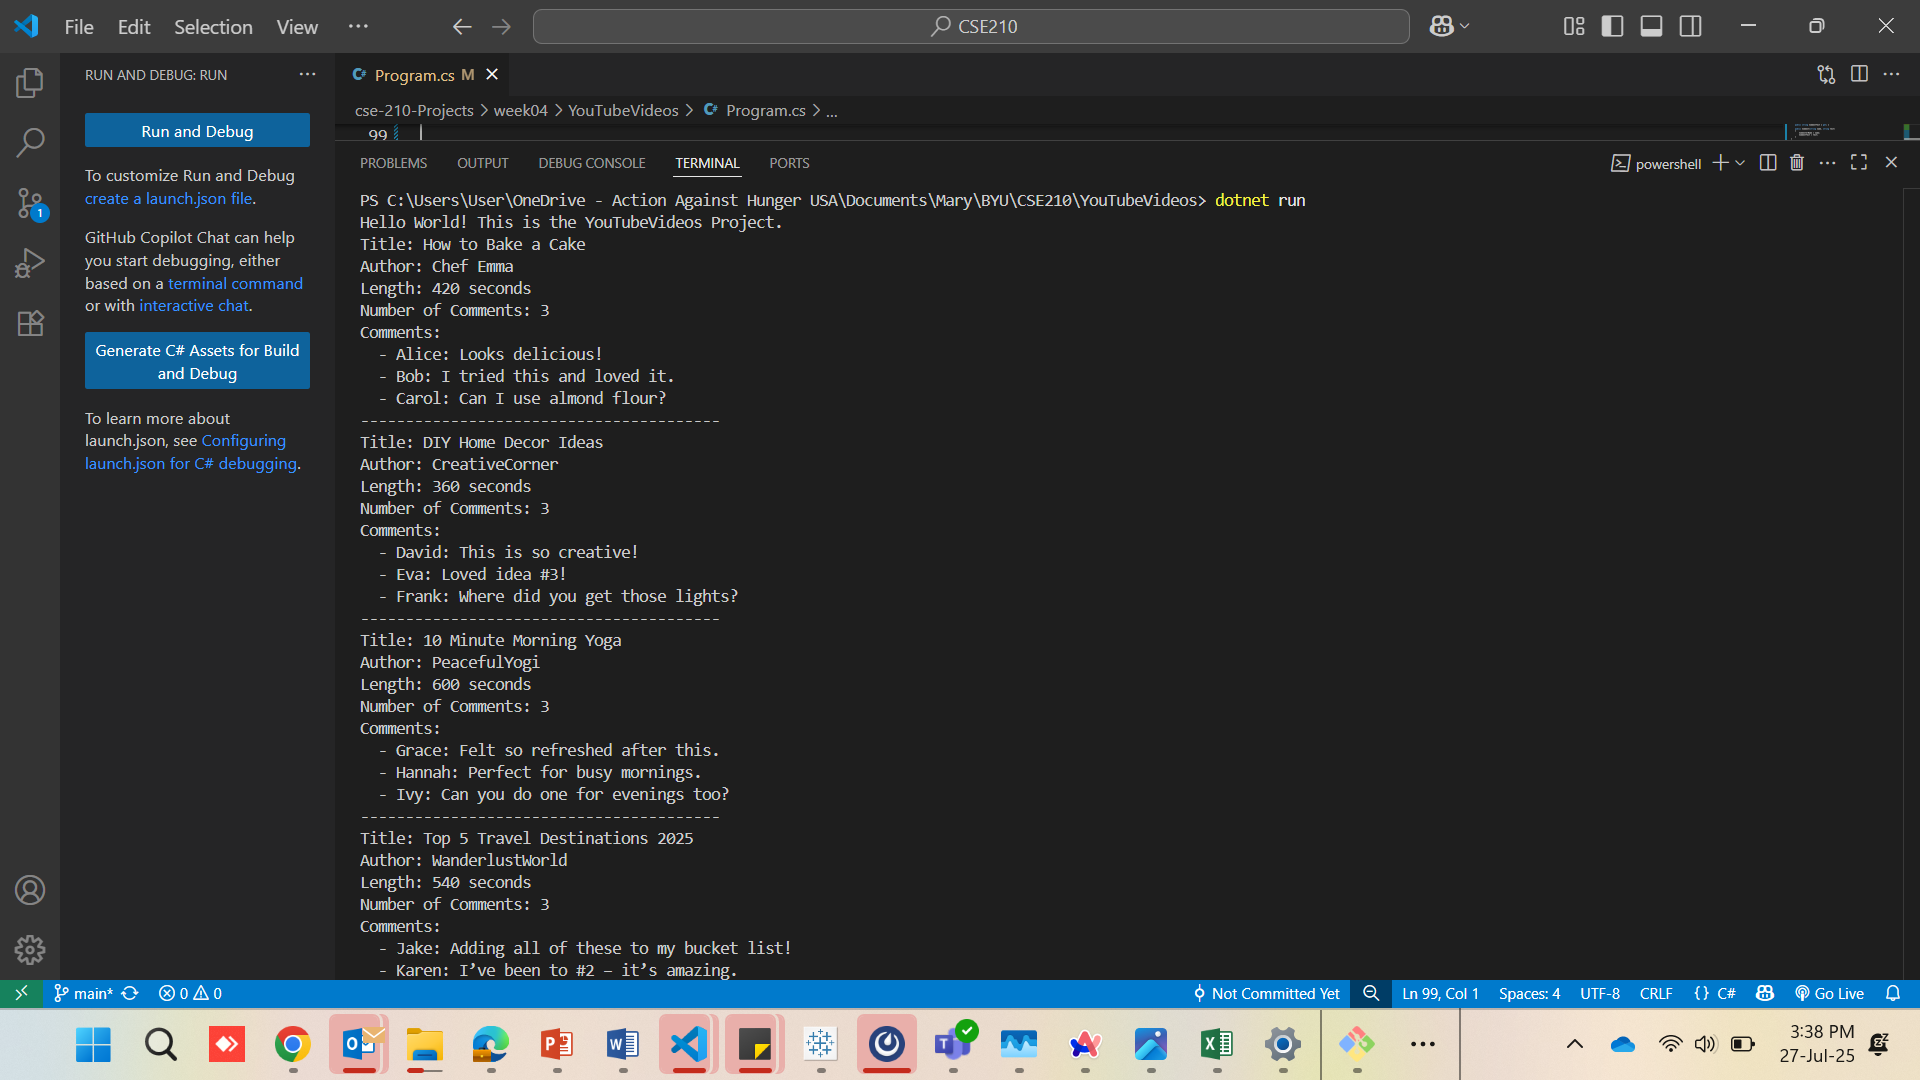 File Edit Selection View ··· CSE210
RUN AND DEBUG: RUN ···
Run and Debug
To customize Run and Debug
create a launch.json file.
GitHub Copilot Chat can help
you start debugging, either
based on a terminal command
or with interactive chat.
Generate C# Assets for Build
and Debug
To learn more about
launch.json, see Configuring
launch.json for C# debugging.
1
Program.cs M
cse-210-Projects > week04 > YouTubeVideos > Program.cs > ...
99
PROBLEMS OUTPUT DEBUG CONSOLE TERMINAL PORTS powershell
PS C:\Users\User\OneDrive - Action Against Hunger USA\Documents\Mary\BYU\CSE210\YouTubeVideos> dotnet run
Hello World! This is the YouTubeVideos Project.
Title: How to Bake a Cake
Author: Chef Emma
Length: 420 seconds
Number of Comments: 3
Comments:
- Alice: Looks delicious!
- Bob: I tried this and loved it.
- Carol: Can I use almond flour?
----------------------------------------
Title: DIY Home Decor Ideas
Author: CreativeCorner
Length: 360 seconds
Number of Comments: 3
Comments:
- David: This is so creative!
- Eva: Loved idea #3!
- Frank: Where did you get those lights?
----------------------------------------
Title: 10 Minute Morning Yoga
Author: PeacefulYogi
Length: 600 seconds
Number of Comments: 3
Comments:
- Grace: Felt so refreshed after this.
- Hannah: Perfect for busy mornings.
- Ivy: Can you do one for evenings too?
----------------------------------------
Title: Top 5 Travel Destinations 2025
Author: WanderlustWorld
Length: 540 seconds
Number of Comments: 3
Comments:
- Jake: Adding all of these to my bucket list!
- Karen: I’ve been to #2 – it’s amazing.
main* 0 0 Not Committed Yet Ln 99, Col 1 Spaces: 4 UTF-8 CRLF {} C# Go Live
3:38 PM
27-Jul-25